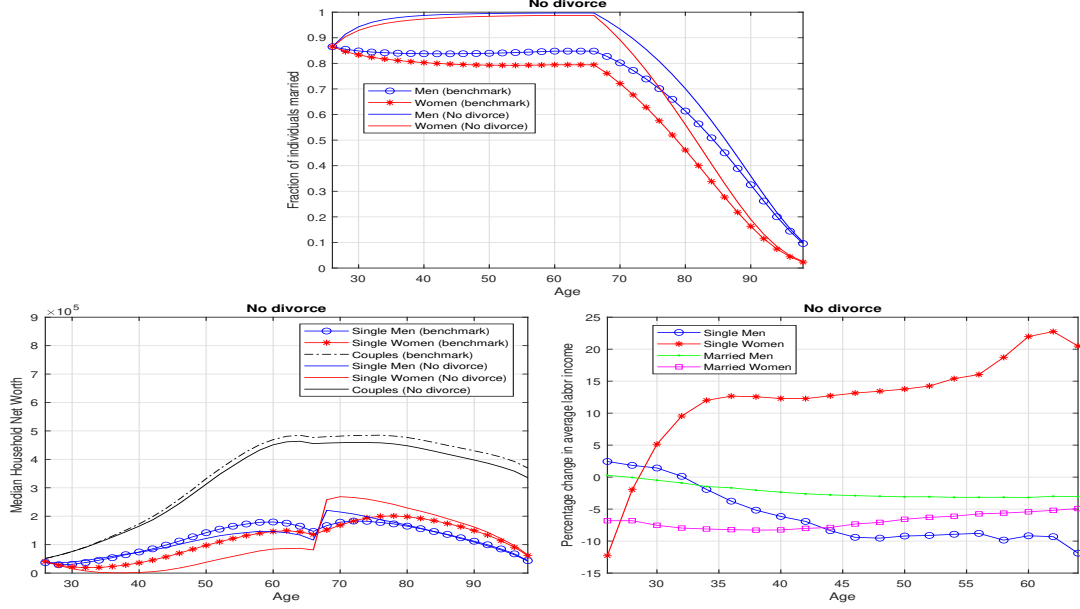 No divorce
1
0.9
0.8
0.7
0.6
0.5
0.4
0.3
0.2
0.1
0
Fraction of individuals married
Men (benchmark)
Women (benchmark)
Men (No divorce)
Women (No divorce)
30 40 50 60 70 80 90
Age
No divorce
×10⁵
9
8
7
6
5
4
3
2
1
0
Median Household Net Worth
Single Men (benchmark)
Single Women (benchmark)
Couples (benchmark)
Single Men (No divorce)
Single Women (No divorce)
Couples (No divorce)
30 40 50 60 70 80 90
Age
No divorce
25
20
15
10
5
0
-5
-10
-15
Percentage change in average labor income
Single Men
Single Women
Married Men
Married Women
30 35 40 45 50 55 60
Age